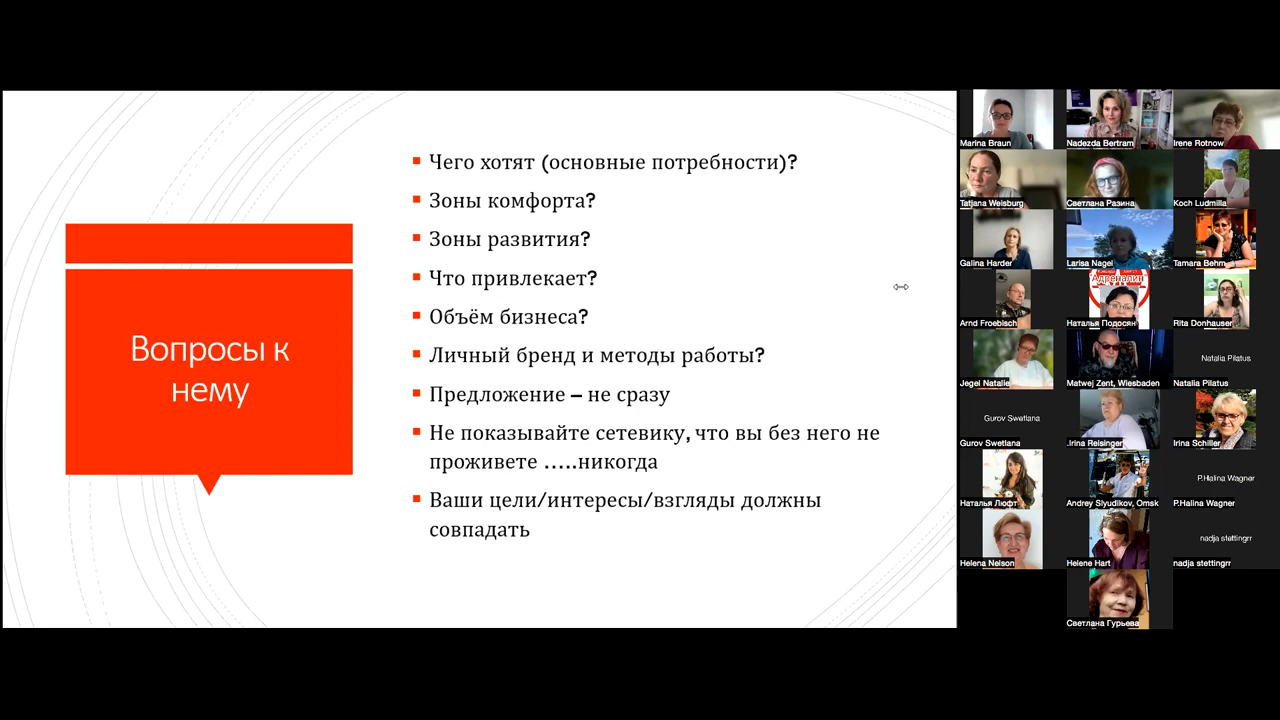 Вопросы к
нему
Чего хотят (основные потребности)?
Зоны комфорта?
Зоны развития?
Что привлекает?
Объём бизнеса?
Личный бренд и методы работы?
Предложение – не сразу
Не показывайте сетевику, что вы без него не
проживете …..никогда
Ваши цели/интересы/взгляды должны
совпадать
Marina Braun
Nadezda Bertram
Irene Rotnow
Tatjana Weisburg
Светлана Разина
Koch Ludmilla
Galina Harder
Larisa Nagel
Tamara Behm
Arnd Froebisch
Адреналин
Наталья Подосян
Rita Donhauser
Jegel Natalie
Matwej Zent, Wiesbaden
Natalia Pilatus
Natalia Pilatus
Gurov Swetlana
Gurov Swetlana
.Irina Reisinger
Irina Schiller
Наталья Люфт
Andrey Slyudikov, Omsk
P.Halina Wagner
P.Halina Wagner
Helena Nelson
Helene Hart
nadja stettingrr
nadja stettingrr
Светлана Гурьева